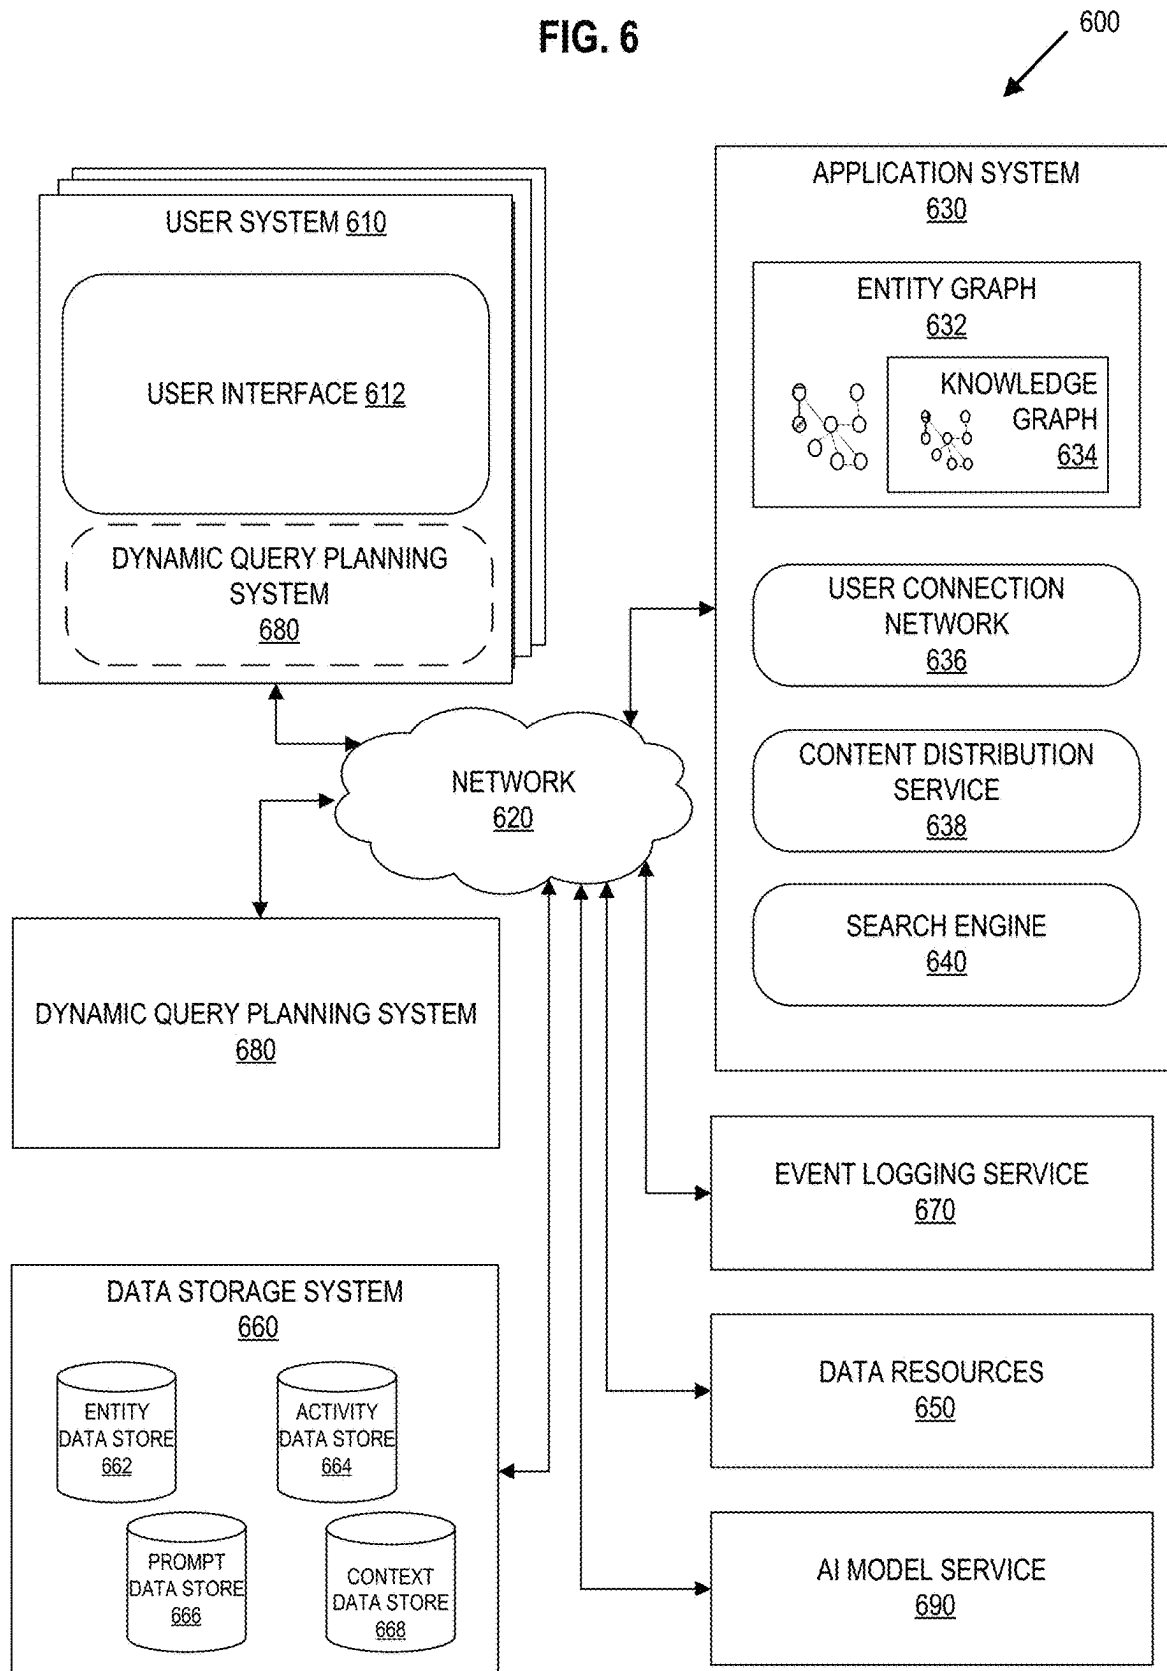 FIG. 6
600
USER SYSTEM 610
USER INTERFACE 612
DYNAMIC QUERY PLANNING
SYSTEM
680
APPLICATION SYSTEM
630
ENTITY GRAPH
632
KNOWLEDGE
GRAPH
634
USER CONNECTION
NETWORK
636
CONTENT DISTRIBUTION
SERVICE
638
SEARCH ENGINE
640
NETWORK
620
DYNAMIC QUERY PLANNING SYSTEM
680
EVENT LOGGING SERVICE
670
DATA STORAGE SYSTEM
660
ENTITY
DATA STORE
662
ACTIVITY
DATA STORE
664
PROMPT
DATA STORE
666
CONTEXT
DATA STORE
668
DATA RESOURCES
650
AI MODEL SERVICE
690